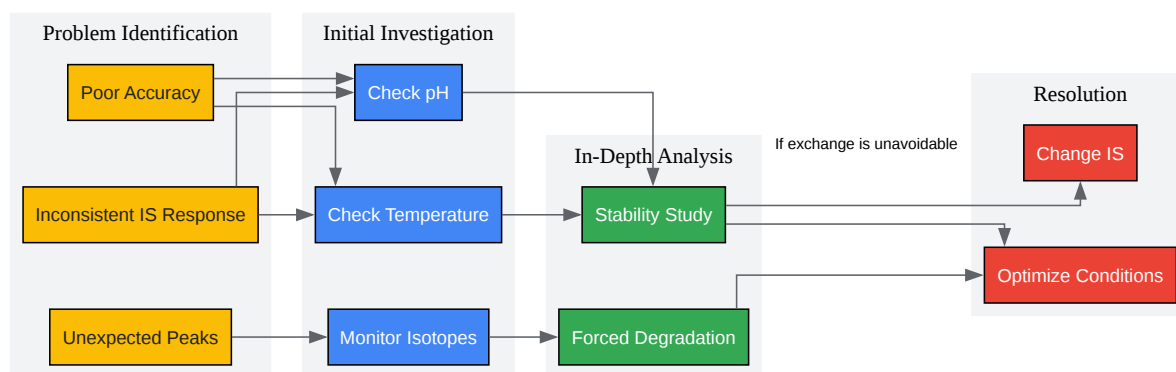 Problem Identification
Initial Investigation
Poor Accuracy
Check pH
Resolution
If exchange is unavoidable
Change IS
In-Depth Analysis
Inconsistent IS Response
Check Temperature
Stability Study
Optimize Conditions
Unexpected Peaks
Monitor Isotopes
Forced Degradation